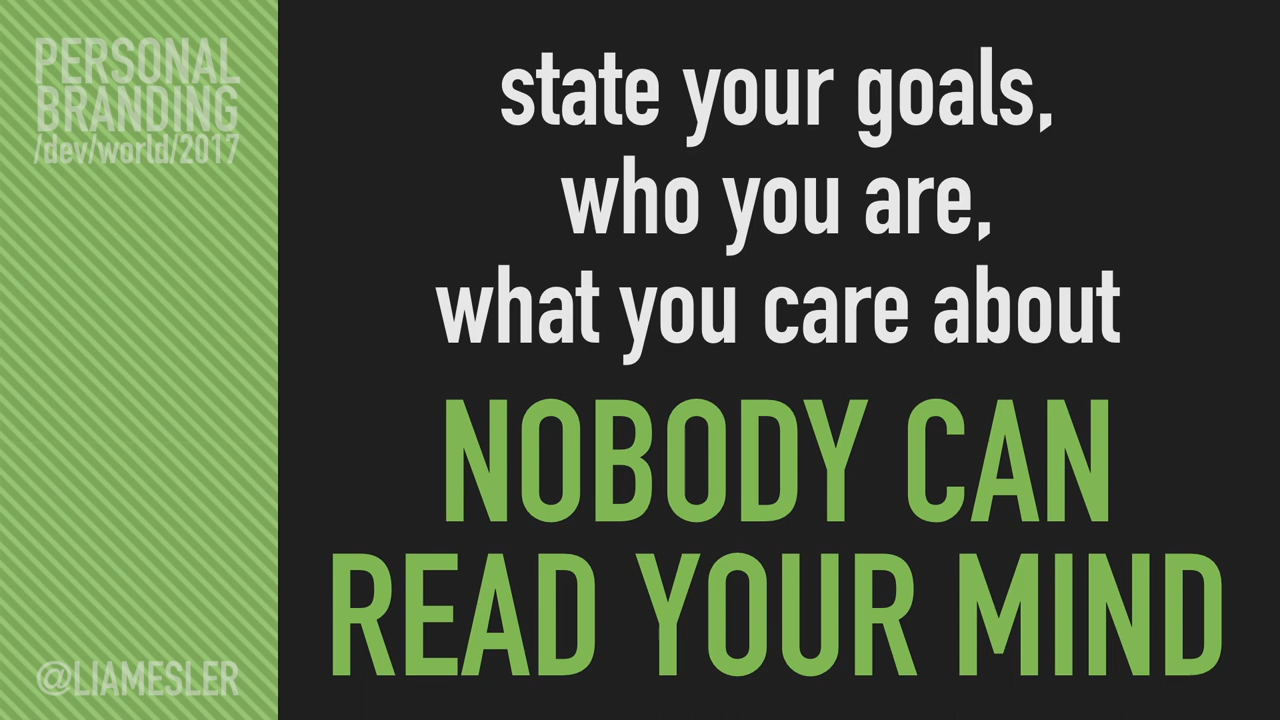 PERSONAL
BRANDING
/dev/world/2017
state your goals,
who you are,
what you care about
NOBODY CAN
READ YOUR MIND
@LIAMESLER